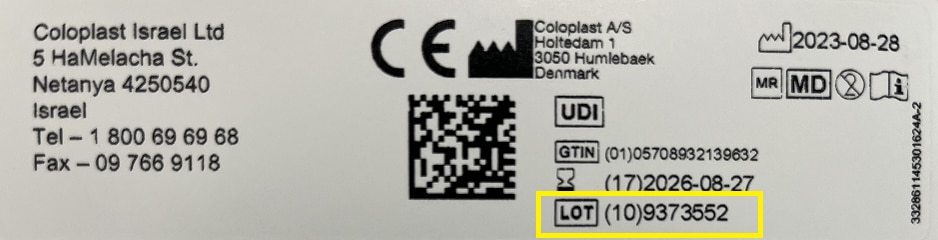 Coloplast Israel Ltd
5 HaMelacha St.
Netanya 4250540
Israel
Tel – 1 800 69 69 68
Fax – 09 766 9118
CE
Coloplast A/S
Holtedam 1
3050 Humlebaek
Denmark
2023-08-28
MR MD
UDI
GTIN (01)05708932139632
(17)2026-08-27
LOT (10)9373552
3328611453016​24A-2